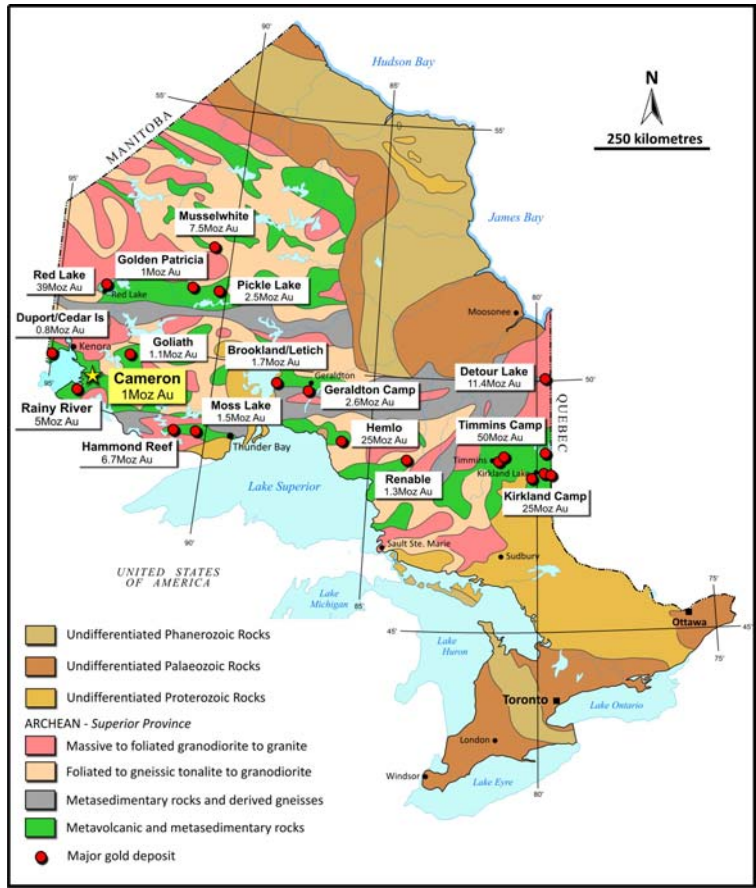 90'
Hudson Bay
N
250 kilometres
85'
55'
55'
MANITOBA
95'
James Bay
Musselwhite
7.5Moz Au
Golden Patricia
1Moz Au
Red Lake
39Moz Au
Red Lake
Pickle Lake
2.5Moz Au
80'
Moosonee
Duport/Cedar Is
0.8Moz Au
Kenora
Goliath
1.1Moz Au
Brookland/Letich
1.7Moz Au
Geraldton
Detour Lake
11.4Moz Au
50'
95'
Cameron
1Moz Au
Geraldton Camp
2.6Moz Au
QUEBEC
Rainy River
5Moz Au
Moss Lake
1.5Moz Au
Hemlo
25Moz Au
Timmins Camp
50Moz Au
Hammond Reef
6.7Moz Au
Thunder Bay
Timmins
Kirkland Lake
Renable
1.3Moz Au
Kirkland Camp
25Moz Au
Lake Superior
90'
Sault Ste. Marie
Sudbury
UNITED STATES
OF AMERICA
Lake
Michigan
85'
75'
Ottawa
45'
45'
75'
Lake
Huron
Toronto
Lake Ontario
London
Windsor
Lake Eyre
80'
Undifferentiated Phanerozoic Rocks
Undifferentiated Palaeozoic Rocks
Undifferentiated Proterozoic Rocks
ARCHEAN - Superior Province
Massive to foliated granodiorite to granite
Foliated to gneissic tonalite to granodiorite
Metasedimentary rocks and derived gneisses
Metavolcanic and metasedimentary rocks
Major gold deposit